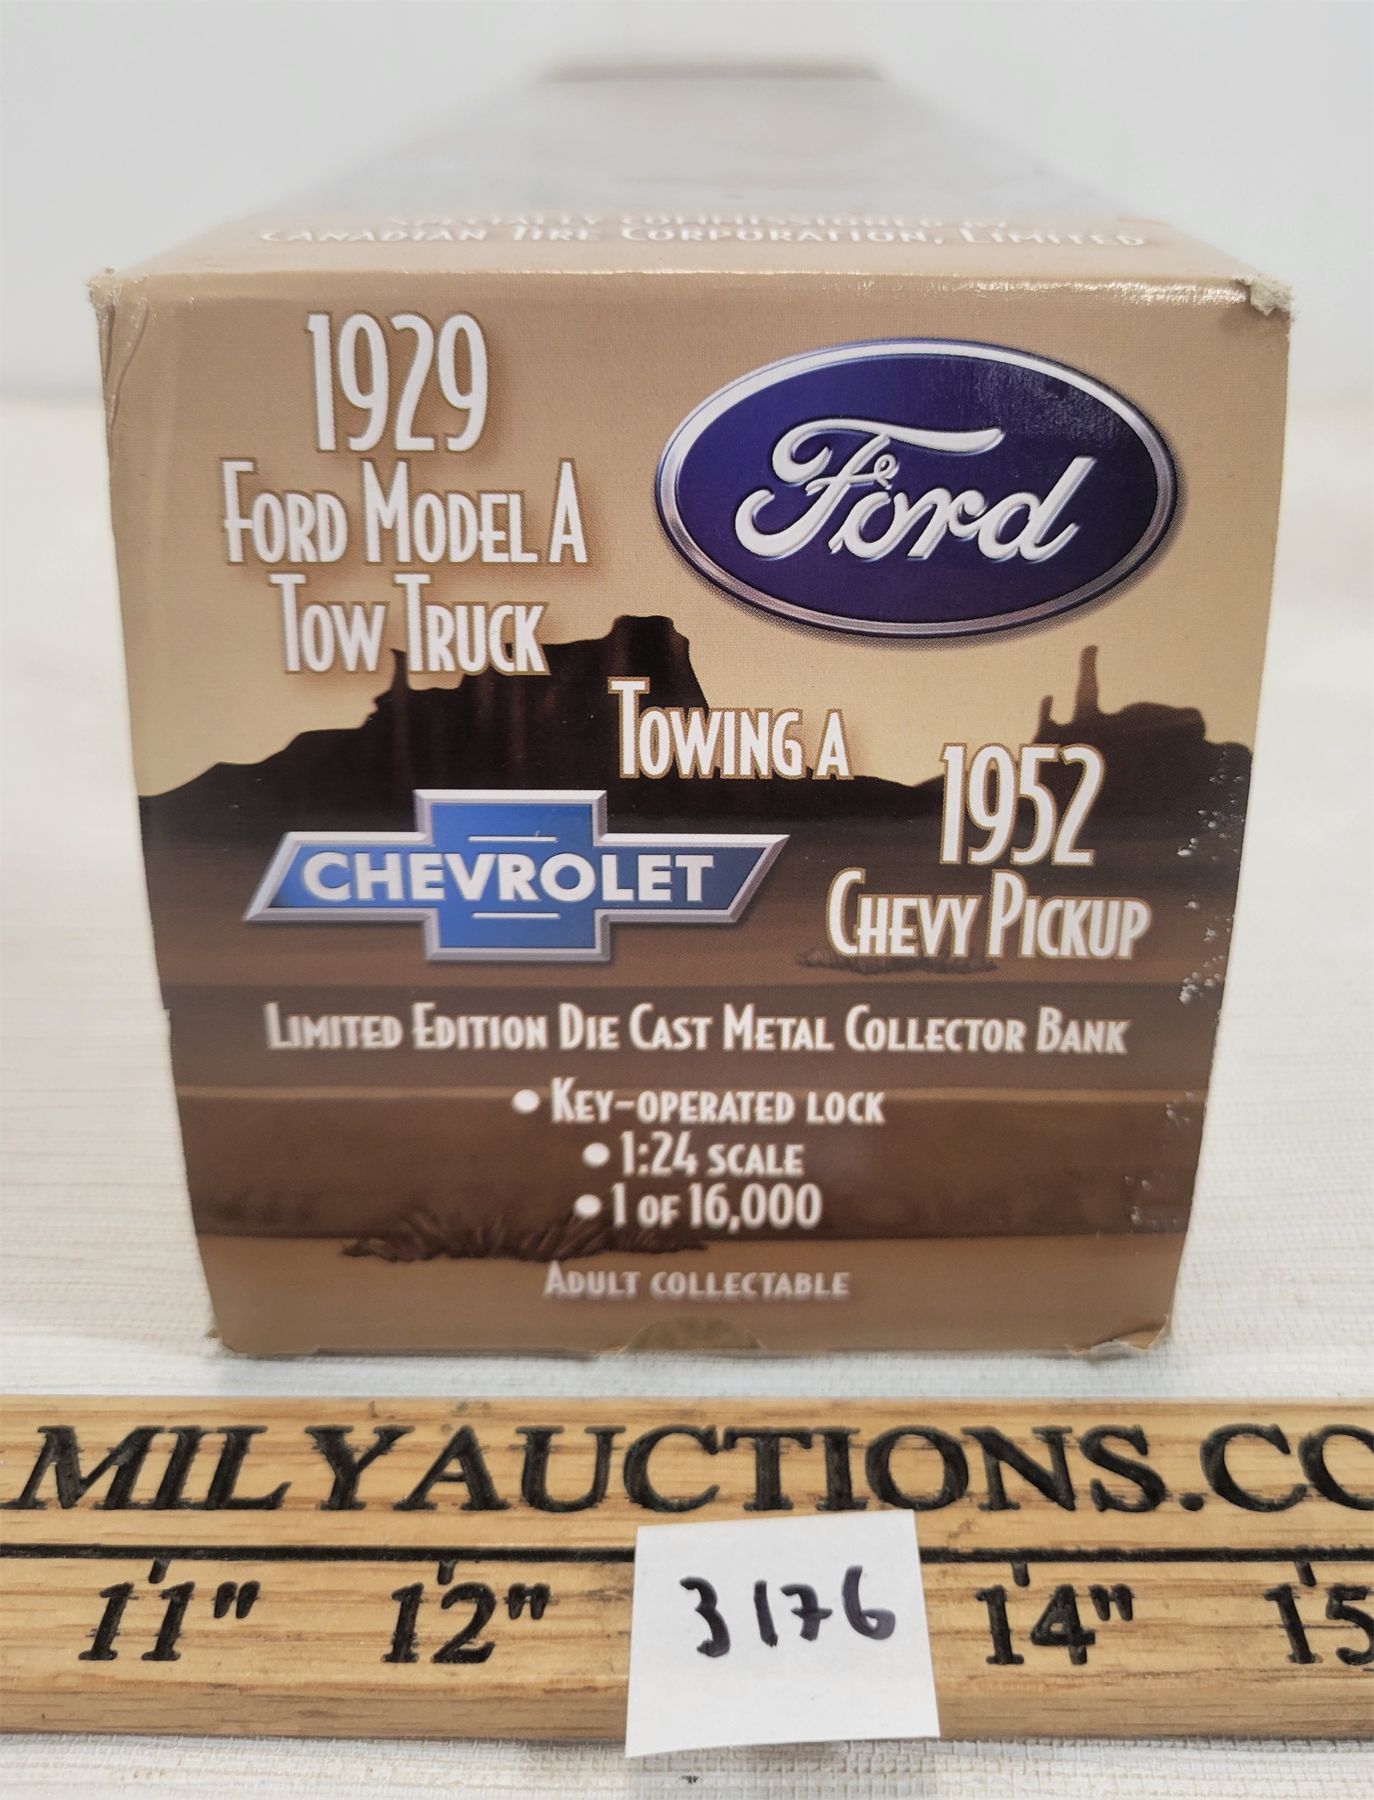 SPECIALLY COMMISSIONED BY
CANADIAN TIRE CORPORATION, LIMITED
1929
FORD MODEL A
TOW TRUCK
Ford
TOWING A
1952
CHEVY PICKUP
CHEVROLET
LIMITED EDITION DIE CAST METAL COLLECTOR BANK
• KEY-OPERATED LOCK
• 1:24 SCALE
• 1 OF 16,000
ADULT COLLECTABLE
MILYAUCTIONS.CO
11" 12" 14" 15
3176